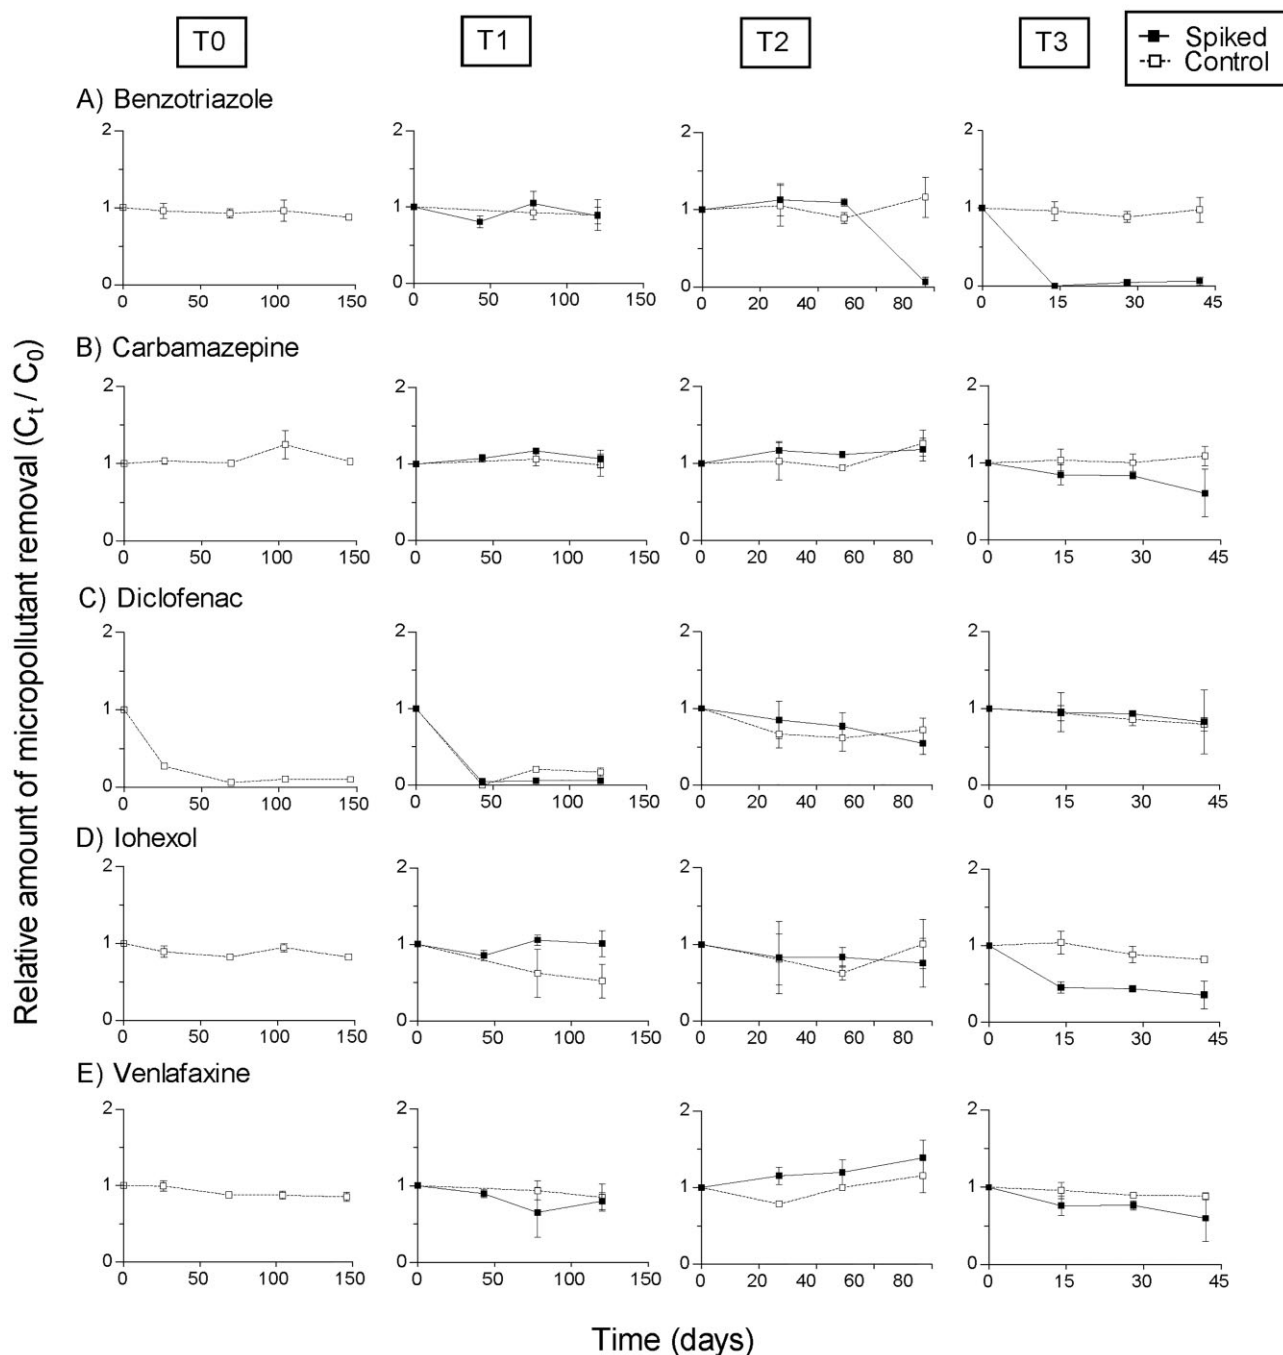 T0
T1
T2
T3
Spiked
Control
A) Benzotriazole
2
1
0
0 50 100 150
2
1
0
0 50 100 150
2
1
0
0 20 40 60 80
2
1
0
0 15 30 45
B) Carbamazepine
2
1
0
0 50 100 150
2
1
0
0 50 100 150
2
1
0
0 20 40 60 80
2
1
0
0 15 30 45
C) Diclofenac
2
1
0
0 50 100 150
2
1
0
0 50 100 150
2
1
0
0 20 40 60 80
2
1
0
0 15 30 45
D) Iohexol
2
1
0
0 50 100 150
2
1
0
0 50 100 150
2
1
0
0 20 40 60 80
2
1
0
0 15 30 45
E) Venlafaxine
2
1
0
0 50 100 150
2
1
0
0 50 100 150
2
1
0
0 20 40 60 80
2
1
0
0 15 30 45
Relative amount of micropollutant removal (Ct / C0)
Time (days)